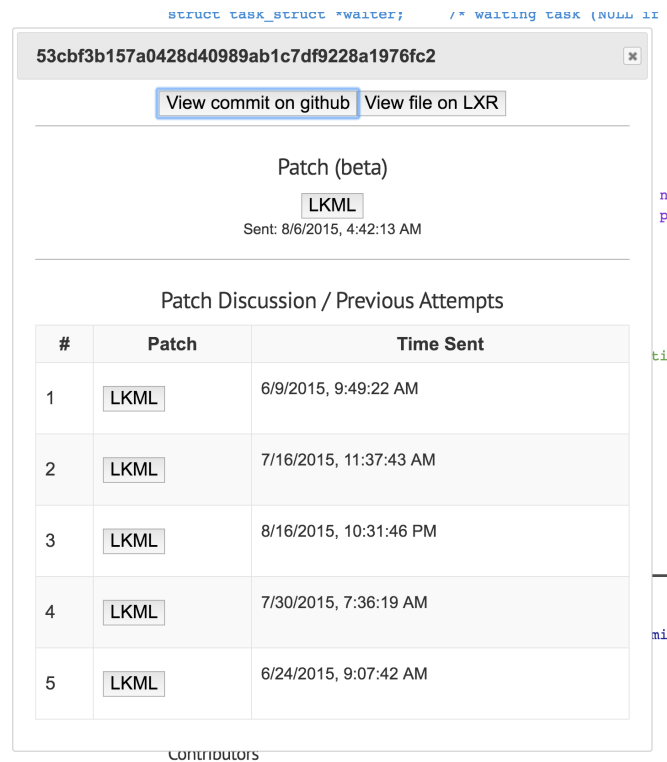 struct task_struct *waiter; /* waiting task (NULL if
53cbf3b157a0428d40989ab1c7df9228a1976fc2
View commit on github View file on LXR
Patch (beta)
n
LKML
p
Sent: 8/6/2015, 4:42:13 AM
Patch Discussion / Previous Attempts
# Patch Time Sent
ti
1 LKML 6/9/2015, 9:49:22 AM
2 LKML 7/16/2015, 11:37:43 AM
3 LKML 8/16/2015, 10:31:46 PM
4 LKML 7/30/2015, 7:36:19 AM
mi
5 LKML 6/24/2015, 9:07:42 AM
Contributors